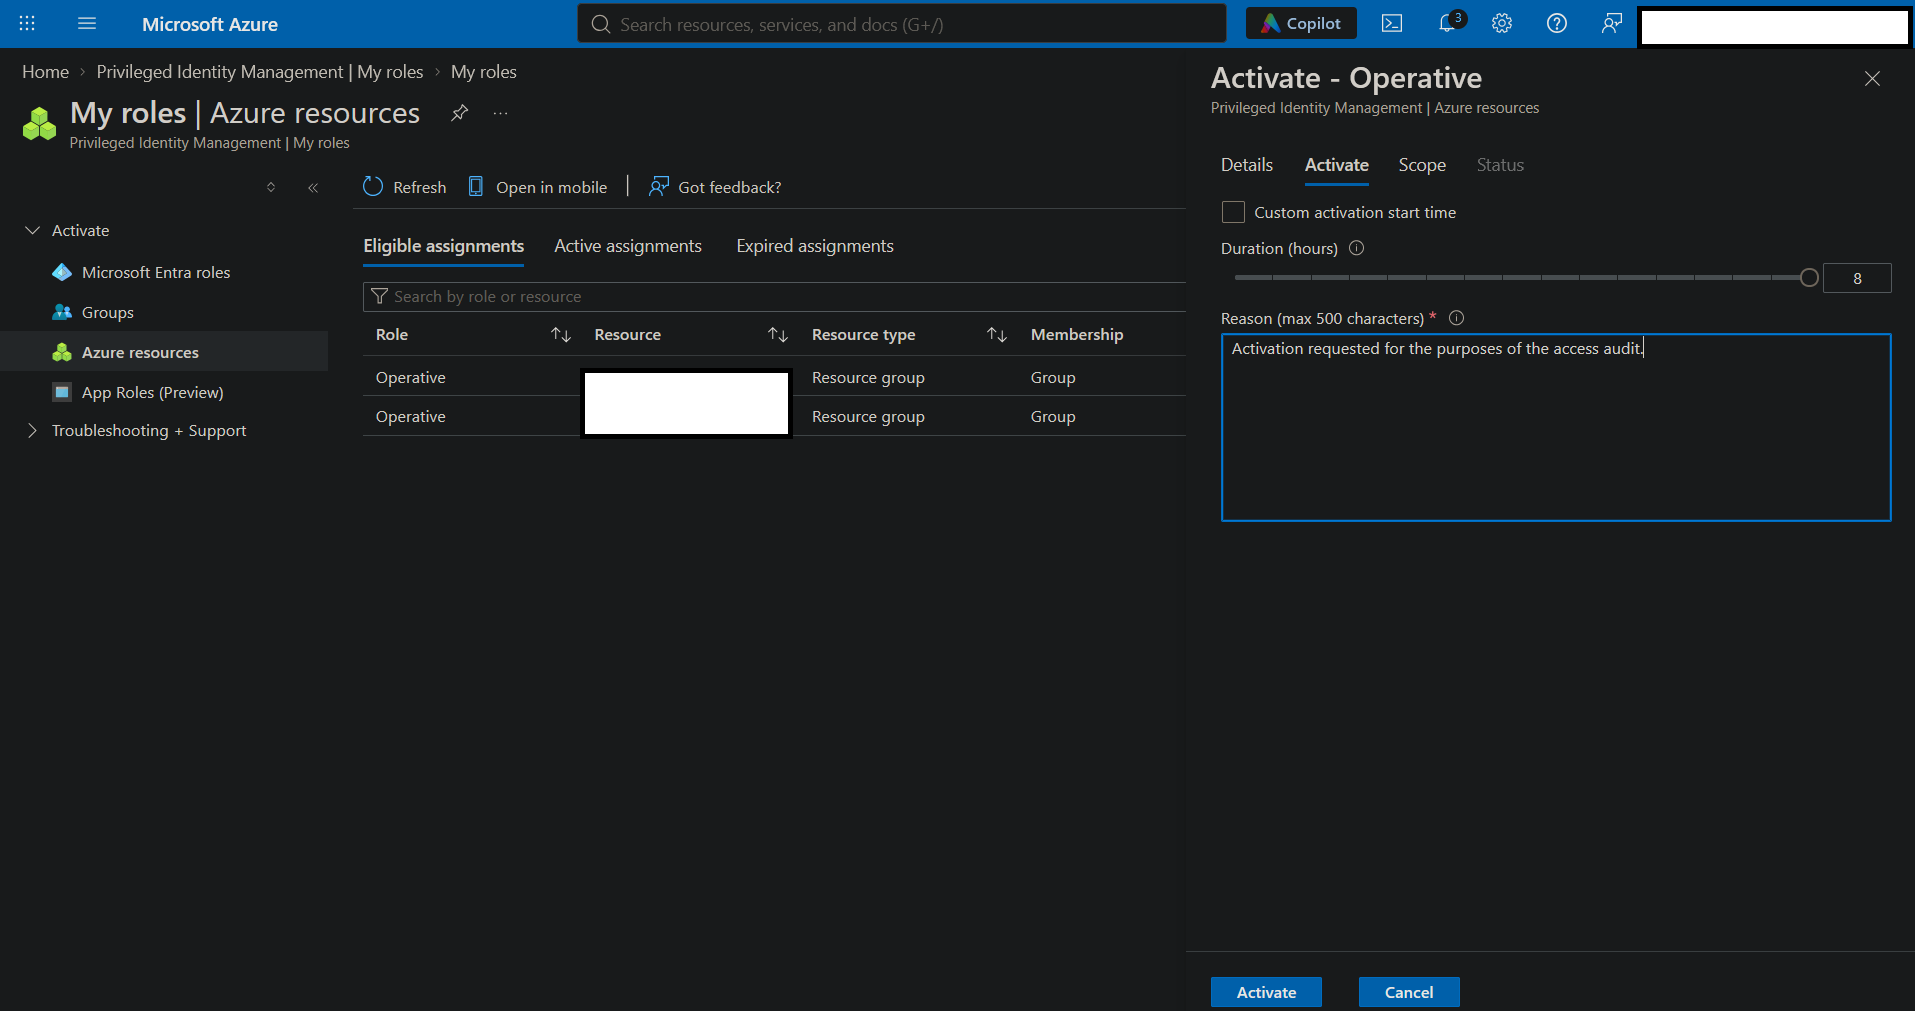 Microsoft Azure
Search resources, services, and docs (G+/)
Copilot
3
Home > Privileged Identity Management | My roles > My roles
My roles | Azure resources
Privileged Identity Management | My roles
Activate
Microsoft Entra roles
Groups
Azure resources
App Roles (Preview)
Troubleshooting + Support
Refresh
Open in mobile
Got feedback?
Eligible assignments
Active assignments
Expired assignments
Search by role or resource
Role Resource Resource type Membership
Operative Resource group Group
Operative Resource group Group
Activate - Operative
Privileged Identity Management | Azure resources
Details Activate Scope Status
Custom activation start time
Duration (hours)
8
Reason (max 500 characters) *
Activation requested for the purposes of the access audit.
Activate
Cancel